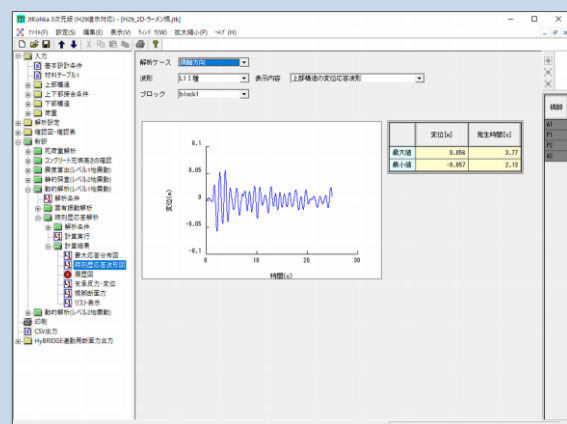 JtKohka 3次元版 (H29道示対応) - [H29_2D-ラーメン橋.jtk]
ファイル(F) 設定(S) 編集(E) 表示(V) ウィンドウ(W) 拡大縮小(P) ヘルプ(H)
入力
基本設計条件
材料テーブル1
上部構造
上下部接合条件
下部構造
荷重
解析設定
確認図・確認表
新設
死荷重解析
コンクリート充填高さの確認
震度算出(レベル1地震動)
静的照査(レベル2地震動)
動的解析(レベル1地震動)
解析条件
固有振動解析
時刻歴応答解析
解析条件
計算実行
計算結果
最大応答分布図
時刻歴応答波形図
履歴図
支承反力・変位
橋脚断面力
リスト表示
動的解析(レベル2地震動)
印刷
CSV出力
HyBRIDGE連動用断面力出力
解析ケース 橋軸方向
波形 L1 I種 表示内容 上部構造の変位応答波形
ブロック block1
変位(m)
0.1
0.05
0
-0.05
-0.1
0 10 20 30
時間(s)
変位[m] 発生時間[s]
最大値 0.056 3.77
最小値 -0.057 2.13
橋脚
A1
P1
P2
A2